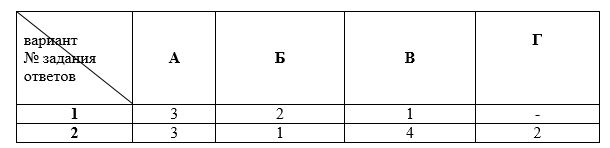 вариант
№ задания
ответов
А Б В Г
1 3 2 1 -
2 3 1 4 2